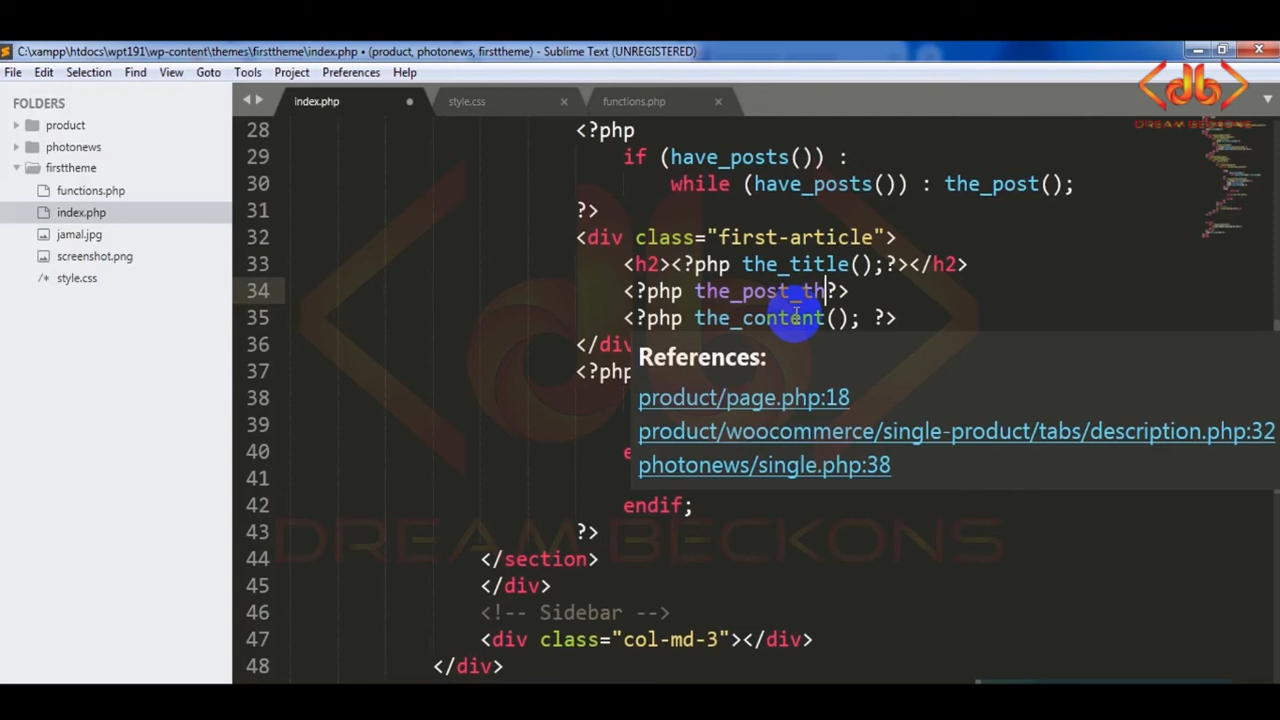 C:\xampp\htdocs\wpt191\wp-content\themes\firsttheme\index.php • (product, photonews, firsttheme) - Sublime Text (UNREGISTERED)
File Edit Selection Find View Goto Tools Project Preferences Help
DREAM BECKONS
FOLDERS
product
photonews
firsttheme
functions.php
index.php
jamal.jpg
screenshot.png
style.css
index.php style.css functions.php
28 <?php
29 if (have_posts()) :
30 while (have_posts()) : the_post();
31 ?>
32 <div class="first-article">
33 <h2><?php the_title();?></h2>
34 <?php the_post_th?>
35 <?php the_content(); ?>
36 </div
37 <?php
38
39
40 e
41
42 endif;
43 ?>
44 </section>
45 </div>
46 <!-- Sidebar -->
47 <div class="col-md-3"></div>
48 </div>
References:
product/page.php:18
product/woocommerce/single-product/tabs/description.php:32
photonews/single.php:38
DREAM BECKONS